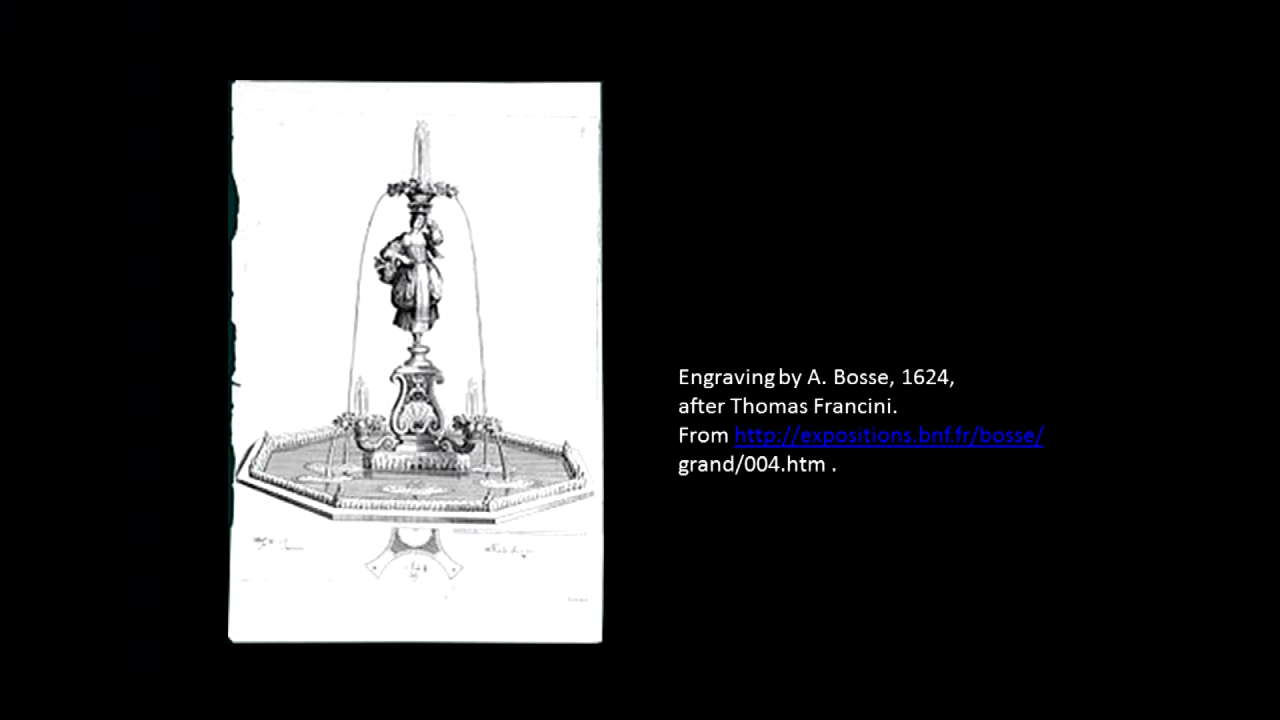 Engraving by A. Bosse, 1624,
after Thomas Francini.
From http://expositions.bnf.fr/bosse/
grand/004.htm .